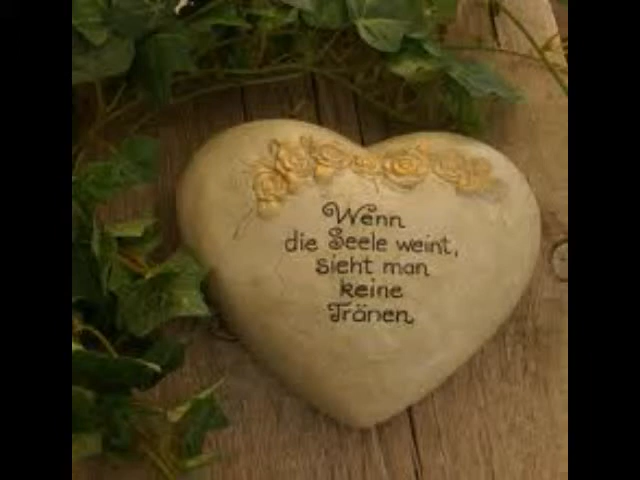 Wenn
die Seele weint,
sieht man
keine
Tränen